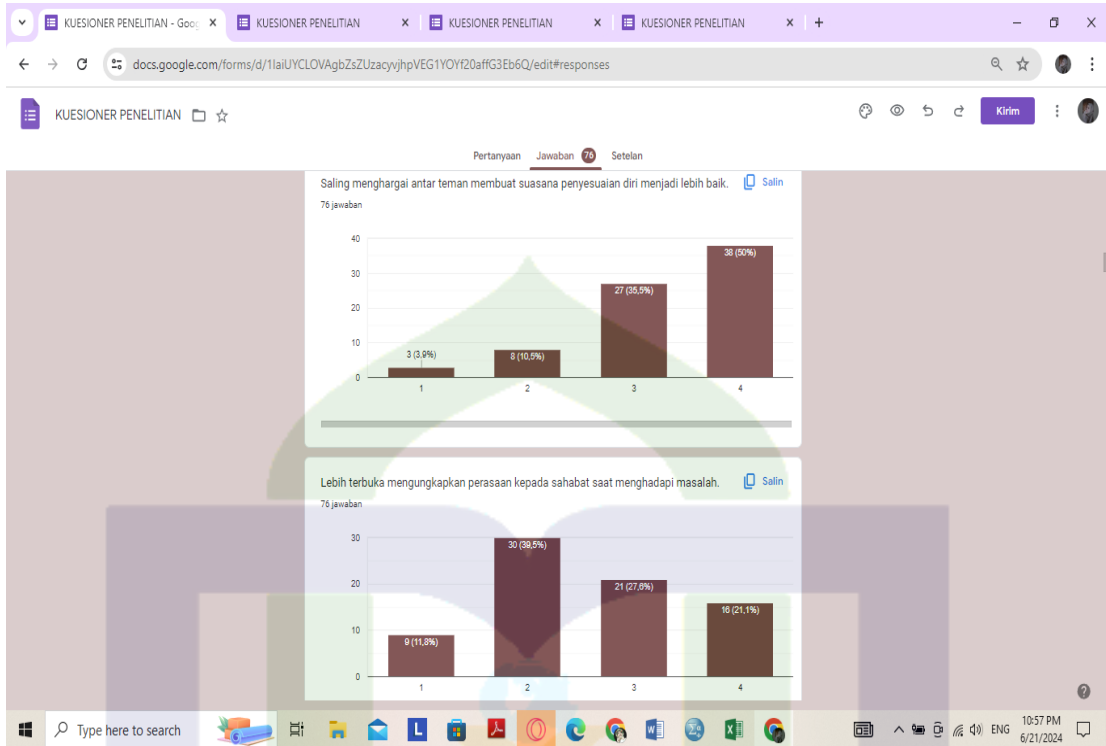 KUESIONER PENELITIAN - Goo
KUESIONER PENELITIAN
KUESIONER PENELITIAN
KUESIONER PENELITIAN
docs.google.com/forms/d/1IaiUYCLOVAgbZsZUzacyvjhpVEG1YOYf20affG3Eb6Q/edit#responses
KUESIONER PENELITIAN
Kirim
Pertanyaan Jawaban 76 Setelan
Saling menghargai antar teman membuat suasana penyesuaian diri menjadi lebih baik. Salin
76 jawaban
40
30
20
10
0
3 (3,9%)
8 (10,5%)
27 (35,5%)
38 (50%)
1 2 3 4
Lebih terbuka mengungkapkan perasaan kepada sahabat saat menghadapi masalah. Salin
76 jawaban
30
20
10
0
9 (11,8%)
30 (39,5%)
21 (27,6%)
16 (21,1%)
1 2 3 4
Type here to search
L
ENG
10:57 PM
6/21/2024